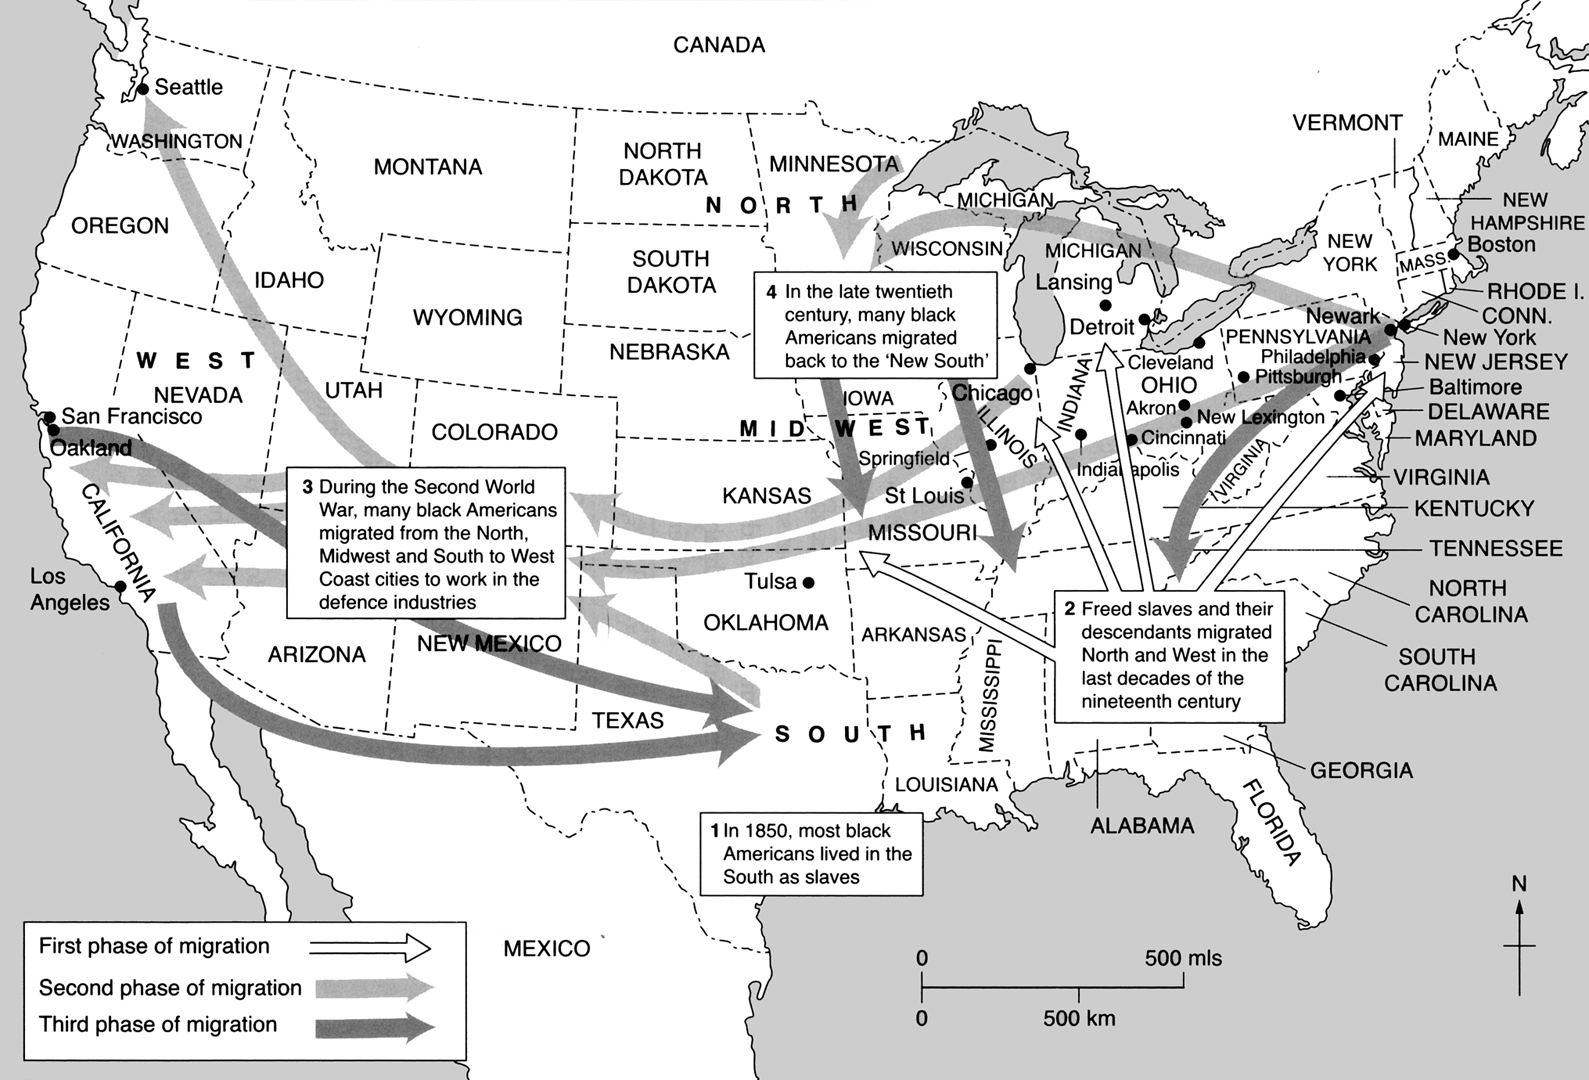 CANADA
Seattle
WASHINGTON
MONTANA
NORTH
DAKOTA
MINNESOTA
NORTH
VERMONT
MAINE
OREGON
IDAHO
SOUTH
DAKOTA
MICHIGAN
WISCONSIN
MICHIGAN
Lansing
Detroit
NEW
YORK
MASS.
NEW
HAMPSHIRE
Boston
RHODE I.
CONN.
WYOMING
NEBRASKA
4 In the late twentieth
century, many black
Americans migrated
back to the ‘New South’
Newark
New York
PENNSYLVANIA
Philadelphia
Pittsburgh
NEW JERSEY
Baltimore
DELAWARE
MARYLAND
Cleveland
OHIO
Akron
New Lexington
Cincinnati
WEST
NEVADA
UTAH
COLORADO
IOWA
Chicago
ILLINOIS
INDIANA
MIDWEST
Springfield
Indianapolis
St Louis
VIRGINIA
VIRGINIA
KENTUCKY
TENNESSEE
NORTH
CAROLINA
SOUTH
CAROLINA
San Francisco
Oakland
CALIFORNIA
Los
Angeles
3 During the Second World
War, many black Americans
migrated from the North,
Midwest and South to West
Coast cities to work in the
defence industries
KANSAS
MISSOURI
Tulsa
OKLAHOMA
ARKANSAS
2 Freed slaves and their
descendants migrated
North and West in the
last decades of the
nineteenth century
ARIZONA
NEW MEXICO
TEXAS
SOUTH
MISSISSIPPI
LOUISIANA
GEORGIA
ALABAMA
FLORIDA
1 In 1850, most black
Americans lived in the
South as slaves
MEXICO
First phase of migration
Second phase of migration
Third phase of migration
0 500 mls
0 500 km
N